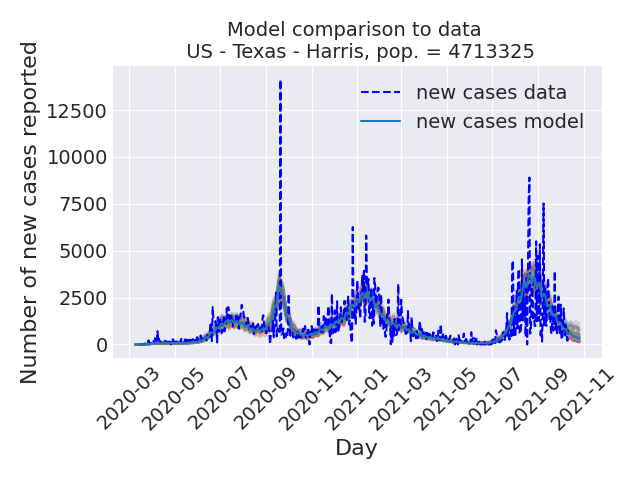 Model comparison to data
US - Texas - Harris, pop. = 4713325
Number of new cases reported
12500
10000
7500
5000
2500
0
new cases data
new cases model
2020-03
2020-05
2020-07
2020-09
2020-11
2021-01
2021-03
2021-05
2021-07
2021-09
2021-11
Day